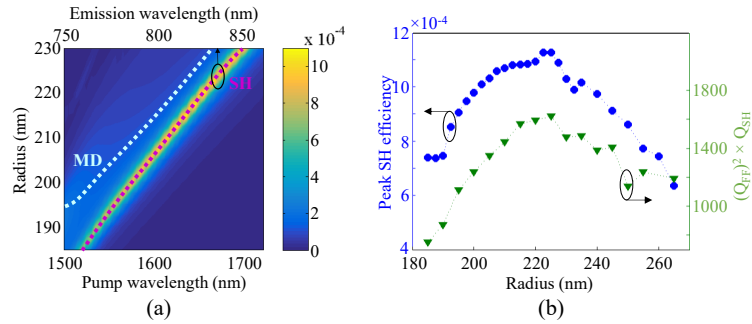 Emission wavelength (nm)
750 800 850
(a)
230
220
210
200
190
Radius (nm)
MD
SH
1500 1600 1700
Pump wavelength (nm)
x 10⁻⁴
10
8
6
4
2
0
(a)
(b)
12 x10⁻⁴
10
8
6
4
Peak SH efficiency
1800
1400
1000
(Q_FF)² × Q_SH
180 200 220 240 260
Radius (nm)
(b)